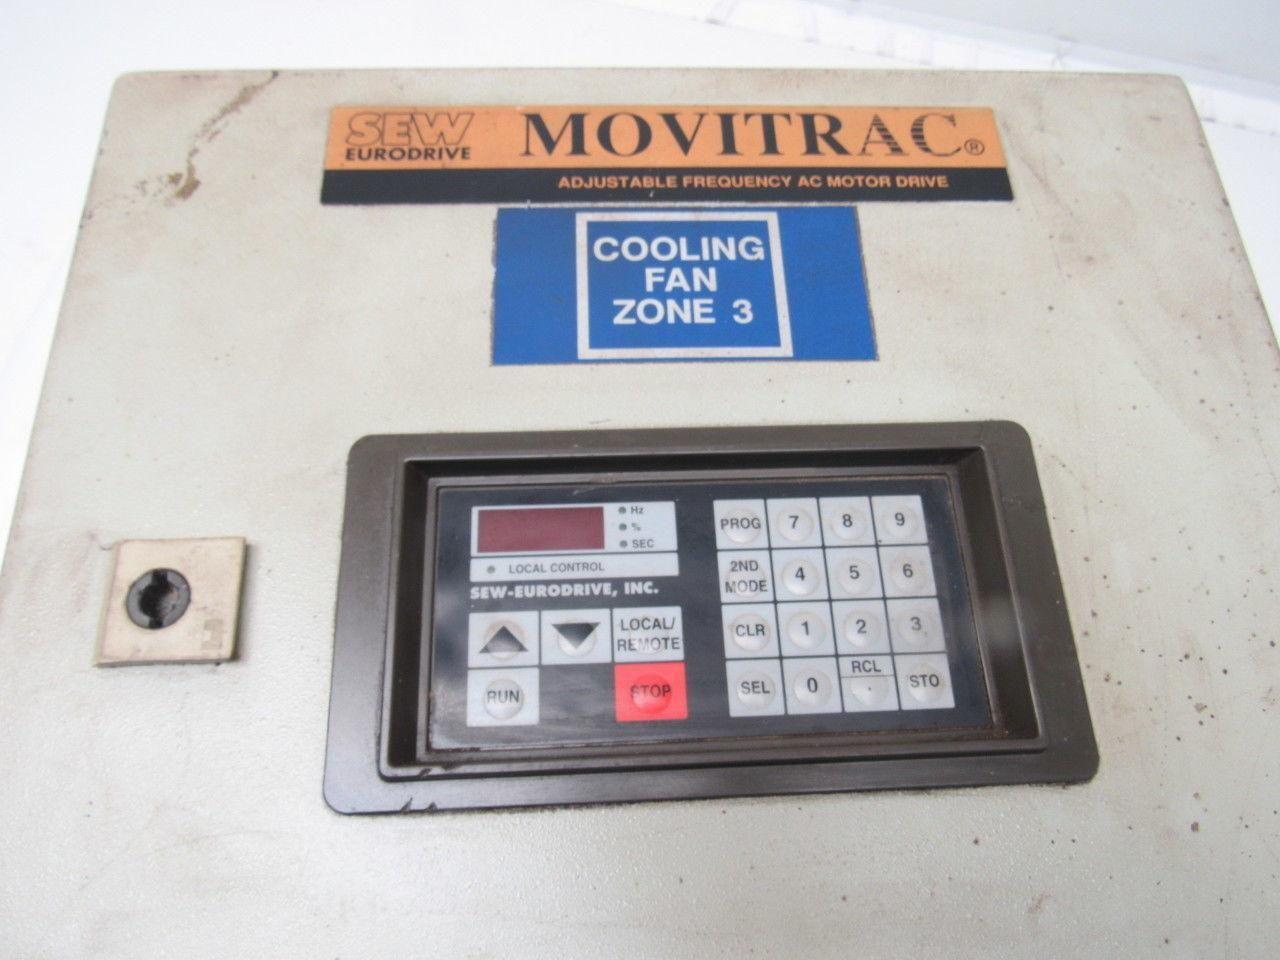 SEW
EURODRIVE
MOVITRAC®
ADJUSTABLE FREQUENCY AC MOTOR DRIVE
COOLING
FAN
ZONE 3
Hz
%
SEC
LOCAL CONTROL
SEW-EURODRIVE, INC.
LOCAL/
REMOTE
RUN
STOP
PROG 7 8 9
2ND
MODE 4 5 6
CLR 1 2 3
SEL 0 RCL . STO